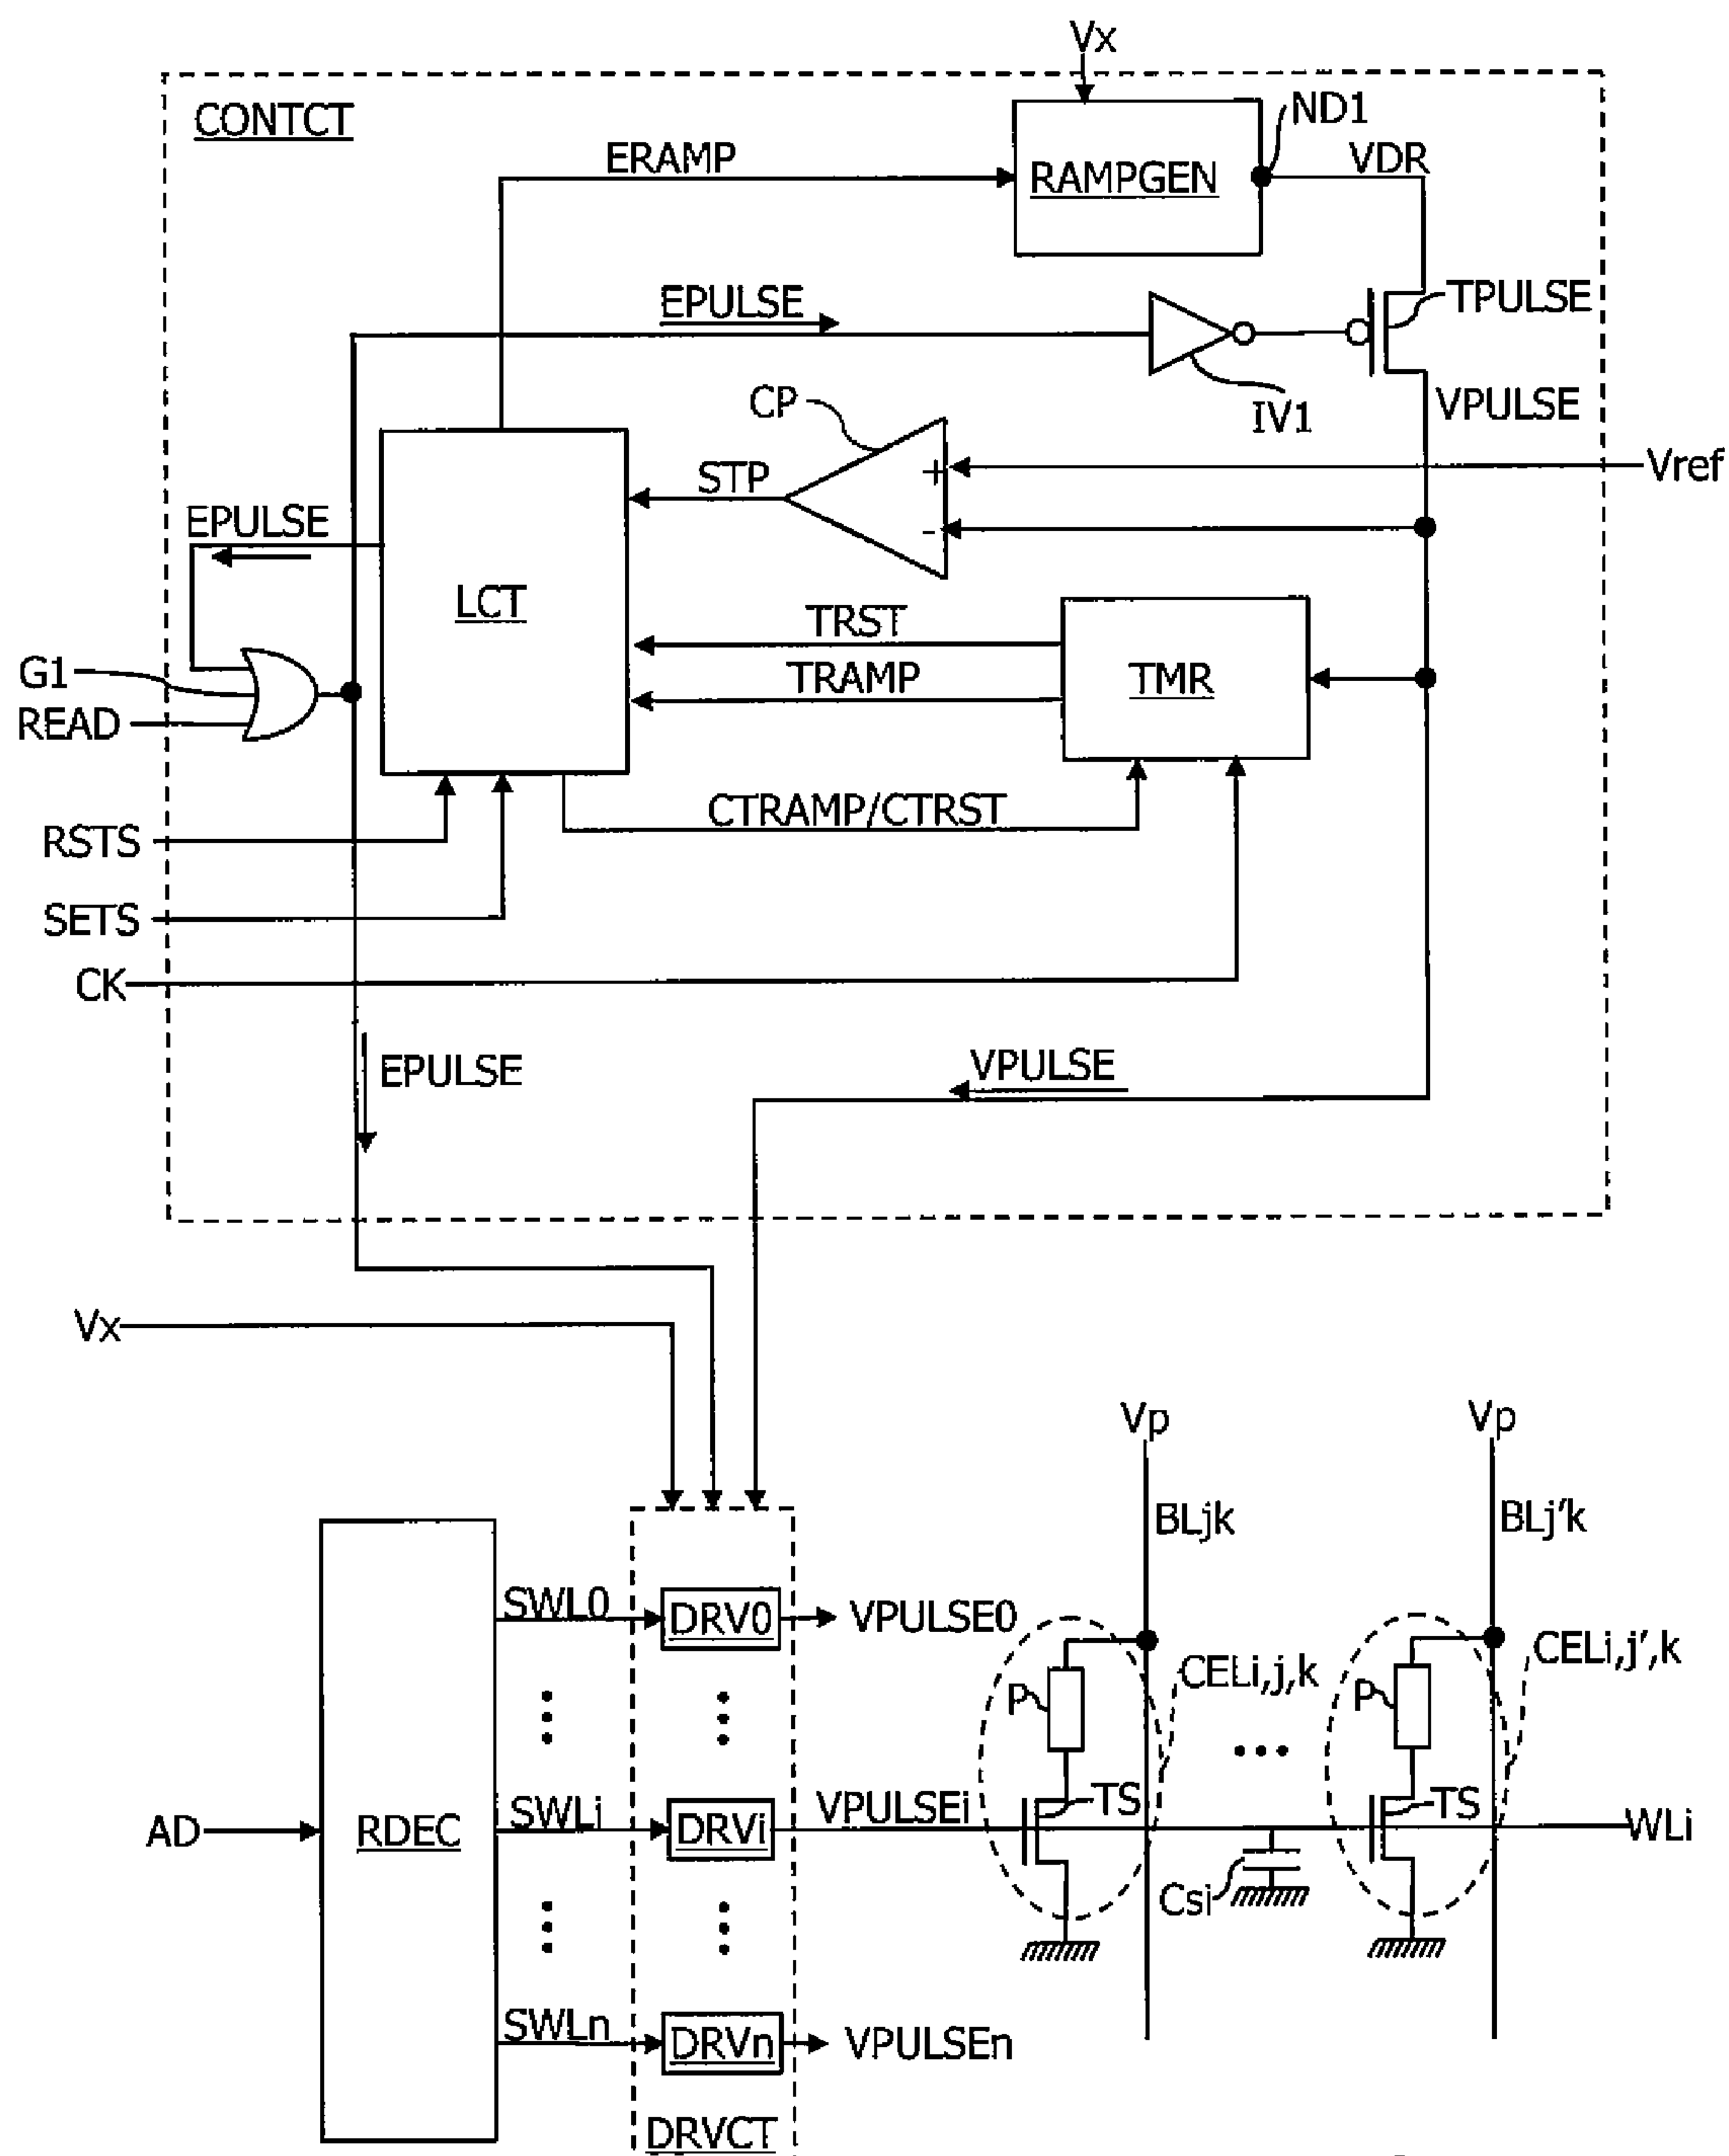 Vx
CONTCT
ND1
ERAMP
RAMPGEN
VDR
EPULSE
TPULSE
CP
IV1
VPULSE
+
Vref
STP
EPULSE
-
LCT
TRST
G1
TRAMP
TMR
READ
CTRAMP/CTRST
RSTS
SETS
CK
EPULSE
VPULSE
Vx
Vp
Vp
BLjk
BLj'k
SWL0
DRV0
VPULSE0
CELi,j,k
CELi,j',k
P
P
SWLi
VPULSEi
TS
TS
AD
RDEC
DRVi
WLi
Csi
SWLn
DRVn
VPULSEn
DRVCT